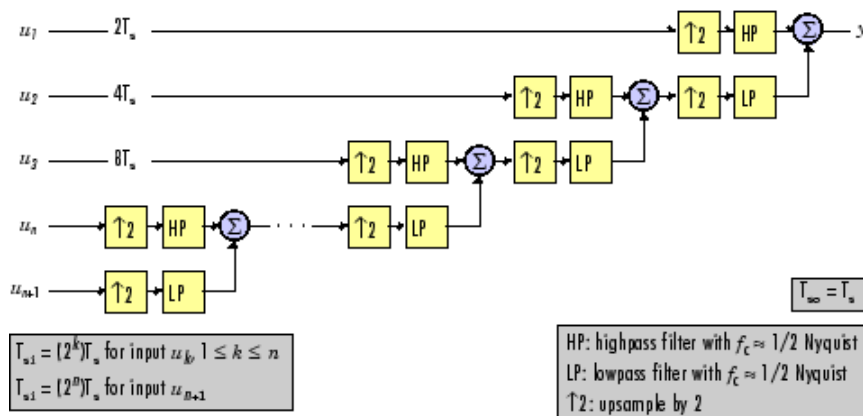 u₁ 2Tₛ ↑2 HP Σ y
u₂ 4Tₛ ↑2 HP Σ ↑2 LP
u₃ 8Tₛ ↑2 HP Σ ↑2 LP
uₙ ↑2 HP Σ · · · ↑2 LP
uₙ₊₁ ↑2 LP
Tₛₒ = Tₛ
Tₛᵢ = (2ᵏ)Tₛ for input uₖ, 1 ≤ k ≤ n
Tₛᵢ = (2ⁿ)Tₛ for input uₙ₊₁
HP: highpass filter with f_c ≈ 1/2 Nyquist
LP: lowpass filter with f_c ≈ 1/2 Nyquist
↑2: upsample by 2